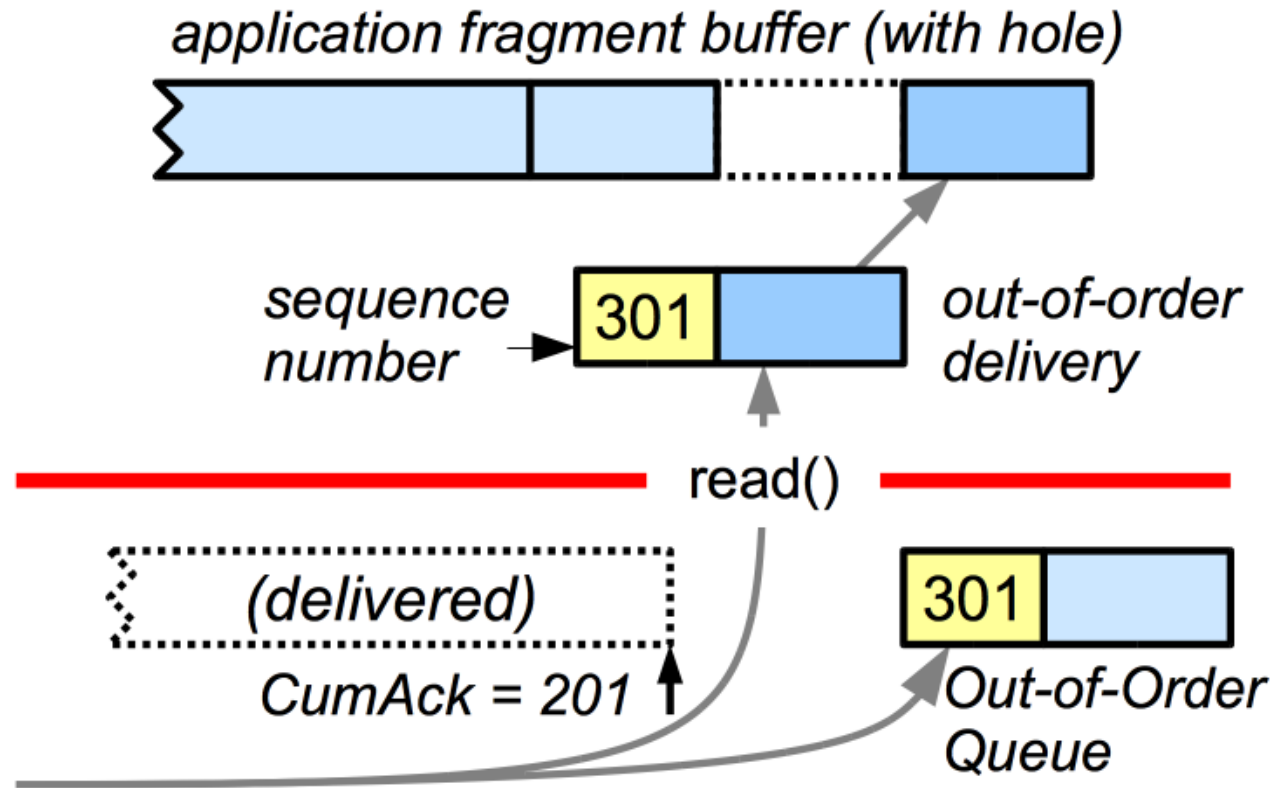 application fragment buffer (with hole)
sequence
number
301
out-of-order
delivery
read()
(delivered)
CumAck = 201
301
Out-of-Order
Queue